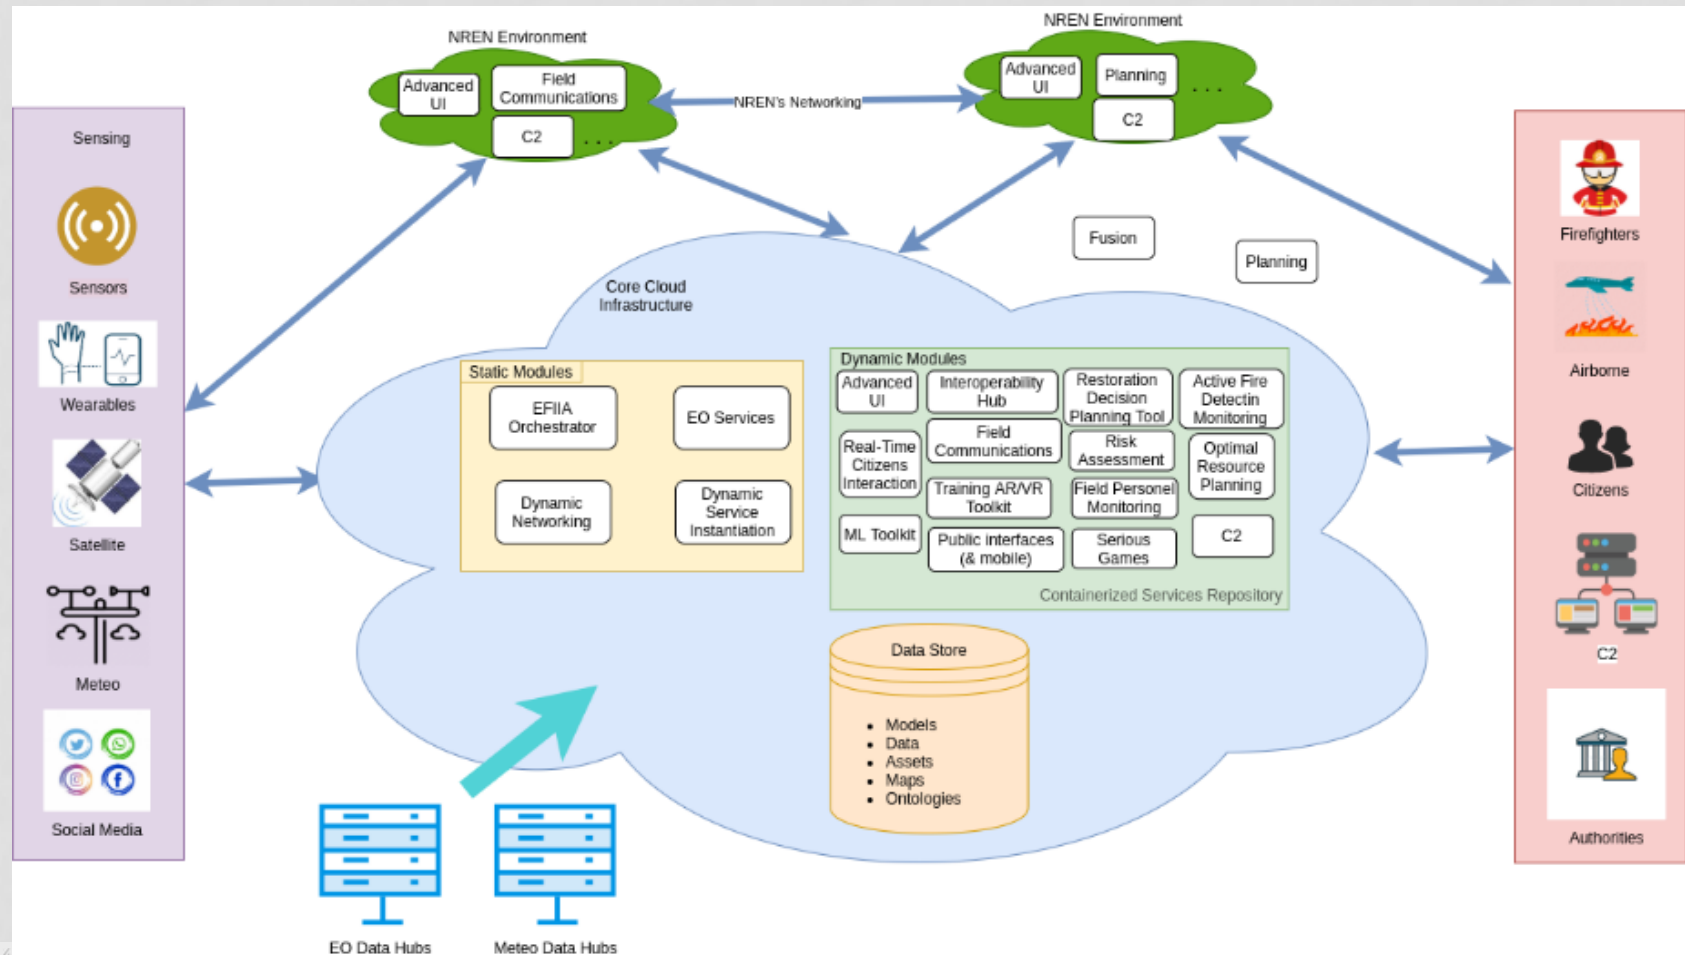 NREN Environment
Advanced
UI
Field
Communications
C2
. . .
NREN's Networking
NREN Environment
Advanced
UI
Planning
. . .
C2
Sensing
Sensors
Wearables
Satellite
Meteo
Social Media
Fusion
Planning
Core Cloud
Infrastructure
Static Modules
EFIIA
Orchestrator
EO Services
Dynamic
Networking
Dynamic
Service
Instantiation
Dynamic Modules
Advanced
UI
Interoperability
Hub
Restoration
Decision
Planning Tool
Active Fire
Detectin
Monitoring
Real-Time
Citizens
Interaction
Field
Communications
Risk
Assessment
Optimal
Resource
Planning
Training AR/VR
Toolkit
Field Personel
Monitoring
ML Toolkit
Public interfaces
(& mobile)
Serious
Games
C2
Containerized Services Repository
Data Store
• Models
• Data
• Assets
• Maps
• Ontologies
EO Data Hubs
Meteo Data Hubs
Firefighters
Airborne
Citizens
C2
Authorities